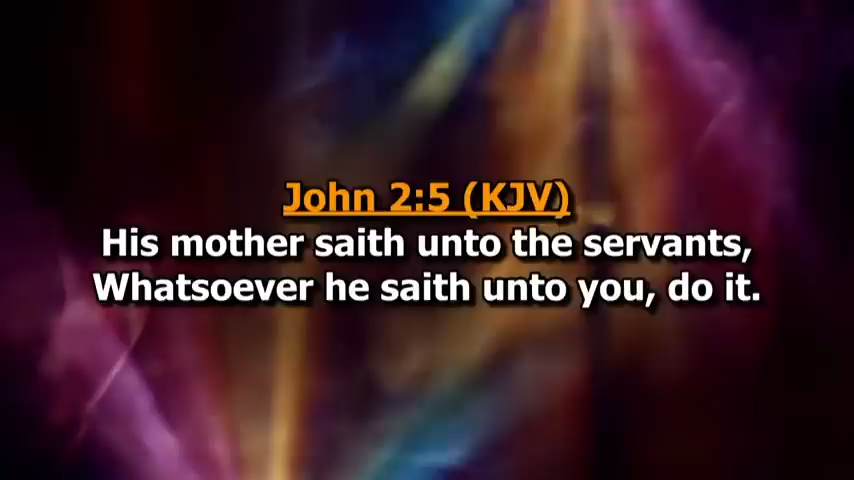 John 2:5 (KJV)
His mother saith unto the servants,
Whatsoever he saith unto you, do it.